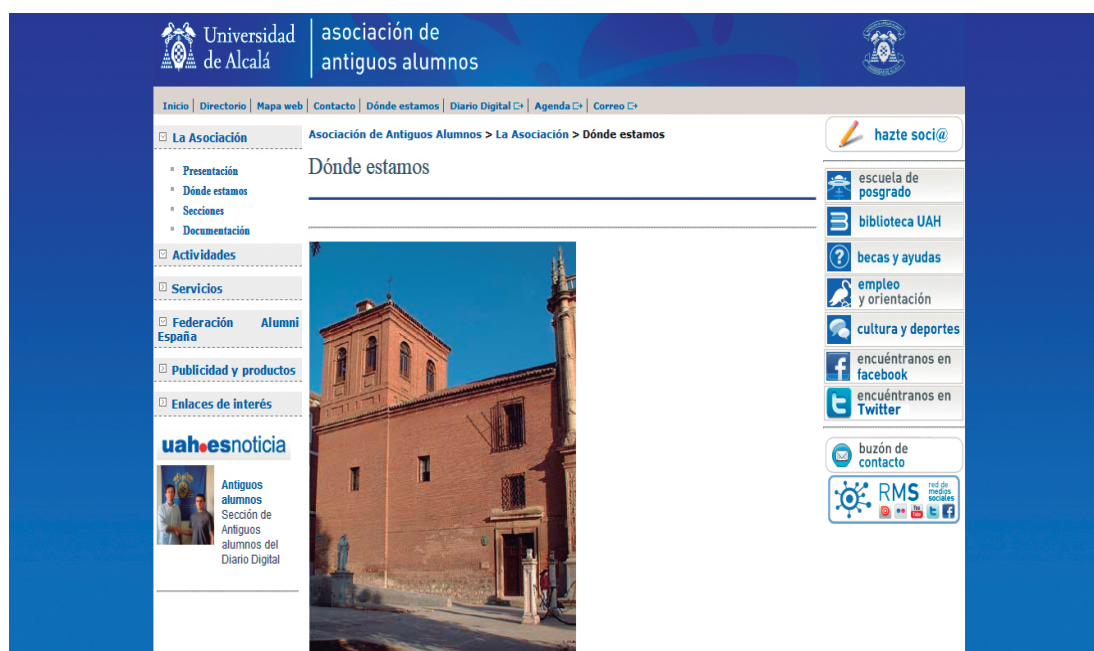 Universidad
de Alcalá
asociación de
antiguos alumnos
Inicio | Directorio | Mapa web | Contacto | Dónde estamos | Diario Digital | Agenda | Correo
La Asociación
Presentación
Dónde estamos
Secciones
Documentación
Actividades
Servicios
Federación Alumni
España
Publicidad y productos
Enlaces de interés
uah.esnoticia
Antiguos
alumnos
Sección de
Antiguos
alumnos del
Diario Digital
Asociación de Antiguos Alumnos > La Asociación > Dónde estamos
Dónde estamos
hazte soci@
escuela de
posgrado
biblioteca UAH
becas y ayudas
empleo
y orientación
cultura y deportes
encuéntranos en
facebook
encuéntranos en
Twitter
buzón de
contacto
RMS
red de
medios
sociales
You
Tube